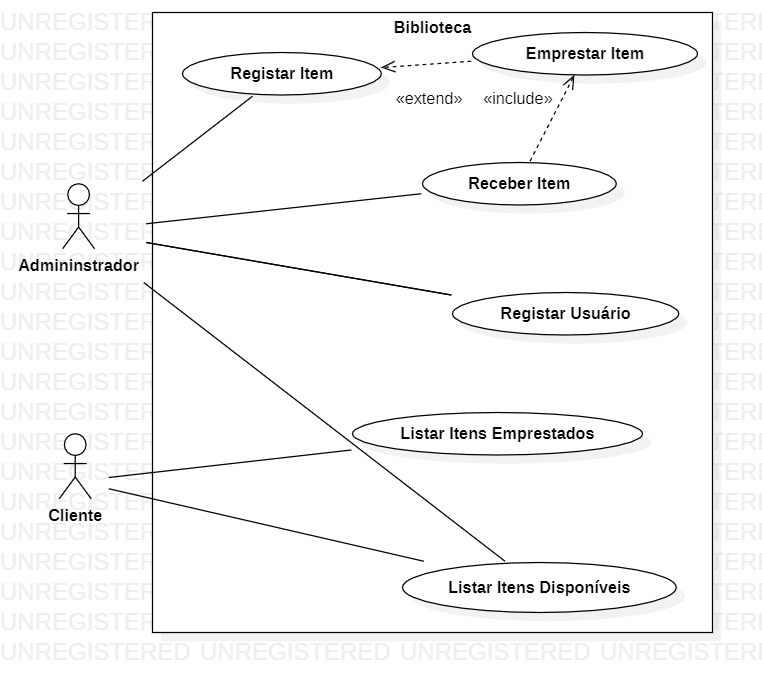 Biblioteca
Registar Item
Emprestar Item
«extend»
«include»
Receber Item
Admininstrador
Registar Usuário
Listar Itens Emprestados
Cliente
Listar Itens Disponíveis
UNREGISTERED UNREGISTERED UNREGISTERED UNREGISTERI